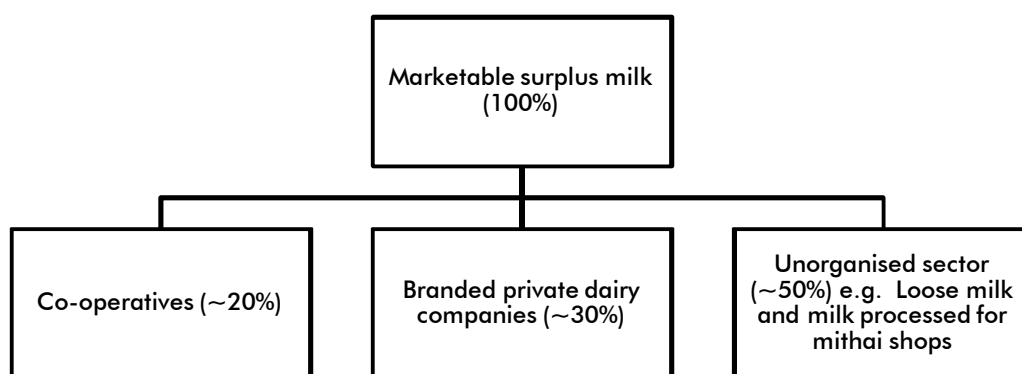 Marketable surplus milk
(100%)
Co-operatives (~20%)
Branded private dairy
companies (~30%)
Unorganised sector
(~50%) e.g. Loose milk
and milk processed for
mithai shops